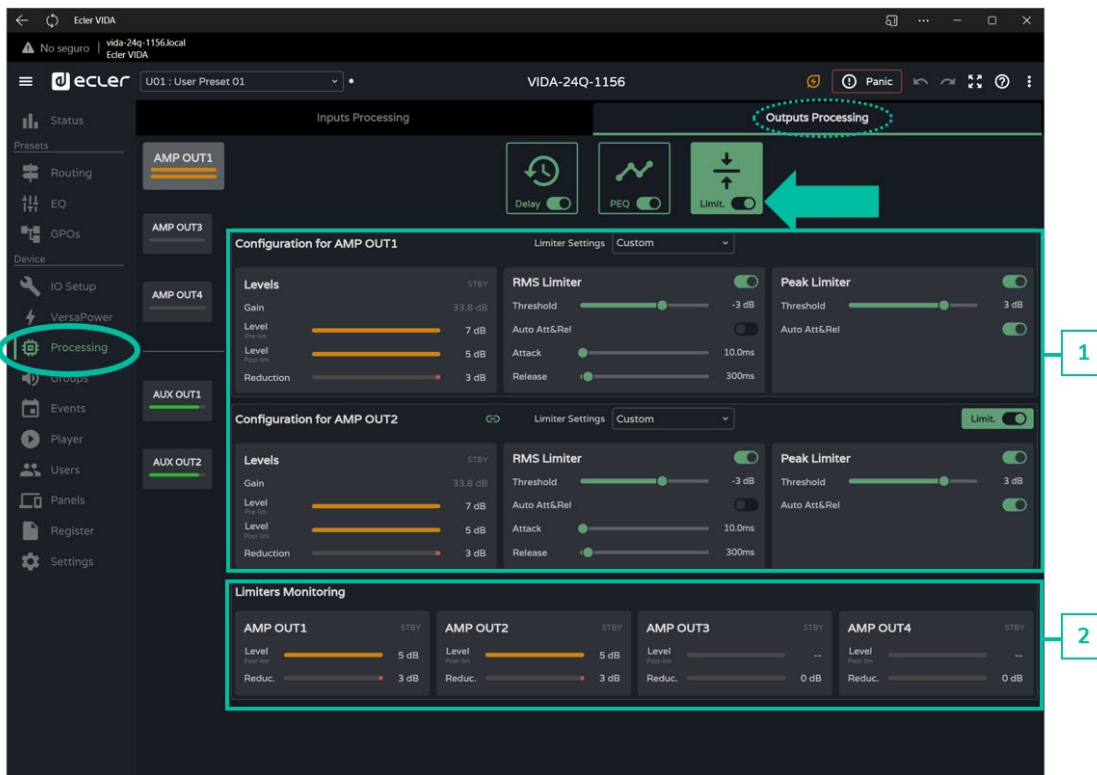 Ecler VIDA
No seguro
vida-24q-1156.local
Ecler VIDA
ecler
U01 : User Preset 01
VIDA-24Q-1156
Panic
Status
Presets
Routing
EQ
GPOs
Device
IO Setup
VersaPower
Processing
Groups
Events
Player
Users
Panels
Register
Settings
Inputs Processing
Outputs Processing
AMP OUT1
AMP OUT3
AMP OUT4
AUX OUT1
AUX OUT2
Delay
PEQ
Limit.
Configuration for AMP OUT1
Limiter Settings Custom
Levels STBY
Gain 33.8 dB
Level 7 dB
Pre-lim
Level 5 dB
Post-lim
Reduction 3 dB
RMS Limiter
Threshold -3 dB
Auto Att&Rel
Attack 10.0ms
Release 300ms
Peak Limiter
Threshold 3 dB
Auto Att&Rel
1
Configuration for AMP OUT2
Limiter Settings Custom
Limit.
Levels STBY
Gain 33.8 dB
Level 7 dB
Pre-lim
Level 5 dB
Post-lim
Reduction 3 dB
RMS Limiter
Threshold -3 dB
Auto Att&Rel
Attack 10.0ms
Release 300ms
Peak Limiter
Threshold 3 dB
Auto Att&Rel
Limiters Monitoring
AMP OUT1 STBY
Level 5 dB
Post-lim
Reduc. 3 dB
AMP OUT2 STBY
Level 5 dB
Post-lim
Reduc. 3 dB
AMP OUT3 STBY
Level --
Post-lim
Reduc. 0 dB
AMP OUT4 STBY
Level --
Post-lim
Reduc. 0 dB
2